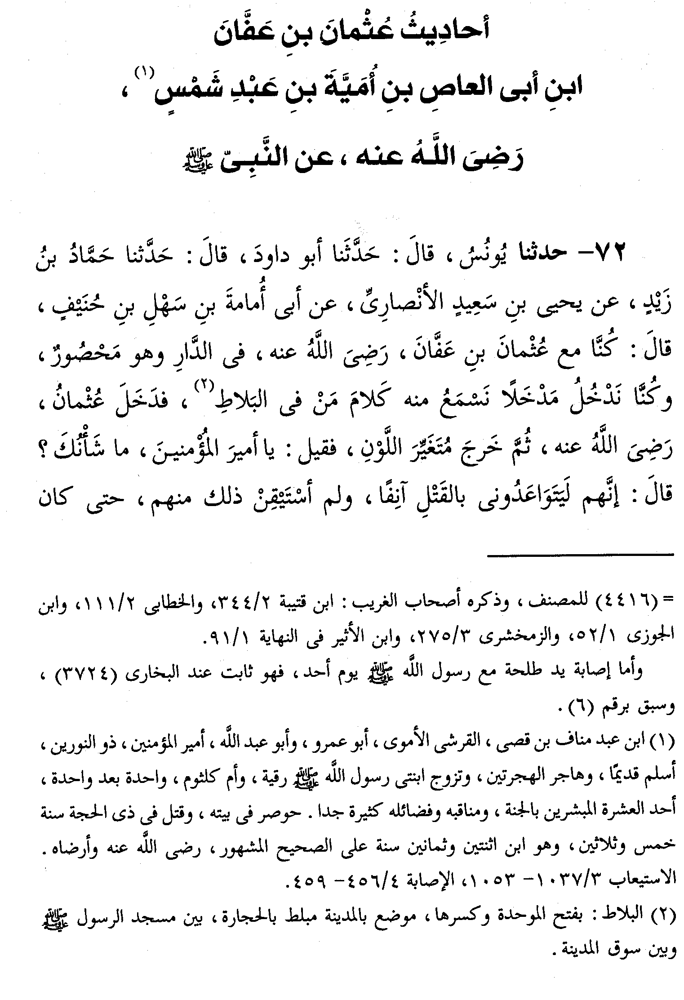 أحادِيثُ عُثْمانَ بنِ عَفَّانَ
ابنِ أبى العاصِ بنِ أُمَيَّةَ بنِ عَبْدِ شَمْسٍ(١) ،
رَضِىَ اللَّهُ عنه ، عن النَّبِىّ ﷺ
٧٢- حدثنا يُونُسُ ، قالَ : حَدَّثَنا أبو داودَ ، قالَ : حَدَّثنا حَمَّادُ بنُ
زَيْدٍ ، عن يحيى بنِ سَعِيدٍ الأنْصارِىِّ ، عن أبى أُمامةَ بنِ سَهْلِ بنِ حُنَيْفٍ ،
قالَ : كُنَّا مع عُثْمانَ بنِ عَفَّانَ ، رَضِىَ اللَّهُ عنه ، فى الدَّارِ وهو مَحْصُورٌ ،
وكُنَّا نَدْخُلُ مَدْخَلًا نَسْمَعُ منه كَلامَ مَنْ فى البَلاطِ(٢) ، فدَخَلَ عُثْمانُ ،
رَضِىَ اللَّهُ عنه ، ثُمَّ خَرجَ مُتَغَيِّرَ اللَّوْنِ ، فقيل : يا أميرَ المُؤْمنينَ ، ما شَأْنُكَ ؟
قالَ : إنَّهم لَيَتَوَاعَدُونى بالقَتْلِ آنِفًا ، ولم أسْتَيْقِنْ ذلك منهم ، حتى كان
= (٤٤١٦) للمصنف ، وذكره أصحاب الغريب : ابن قتيبة ٣٤٤/٢، والخطابى ١١١/٢، وابن
الجوزى ٥٢/١، والزمخشرى ٢٧٥/٣، وابن الأثير فى النهاية ٩١/١.
وأما إصابة يد طلحة مع رسول اللَّه ﷺ يوم أحد ، فهو ثابت عند البخارى (٣٧٢٤) ،
وسبق برقم (٦) .
(١) ابن عبد مناف بن قصى ، القرشى الأموى ، أبو عمرو ، وأبو عبد اللَّه ، أمير المؤمنين ، ذو النورين ،
أسلم قديمًا ، وهاجر الهجرتين ، وتزوج ابنتى رسول اللَّه ﷺ رقية ، وأم كلثوم ، واحدة بعد واحدة ،
أحد العشرة المبشرين بالجنة ، ومناقبه وفضائله كثيرة جدا . حوصر فى بيته ، وقتل فى ذى الحجة سنة
خمس وثلاثين ، وهو ابن اثنتين وثمانين سنة على الصحيح المشهور ، رضى اللَّه عنه وأرضاه .
الاستيعاب ١٠٣٧/٣- ١٠٥٣، الإصابة ٤٥٦/٤- ٤٥٩.
(٢) البلاط : بفتح الموحدة وكسرها ، موضع بالمدينة مبلط بالحجارة ، بين مسجد الرسول ﷺ
وبين سوق المدينة .